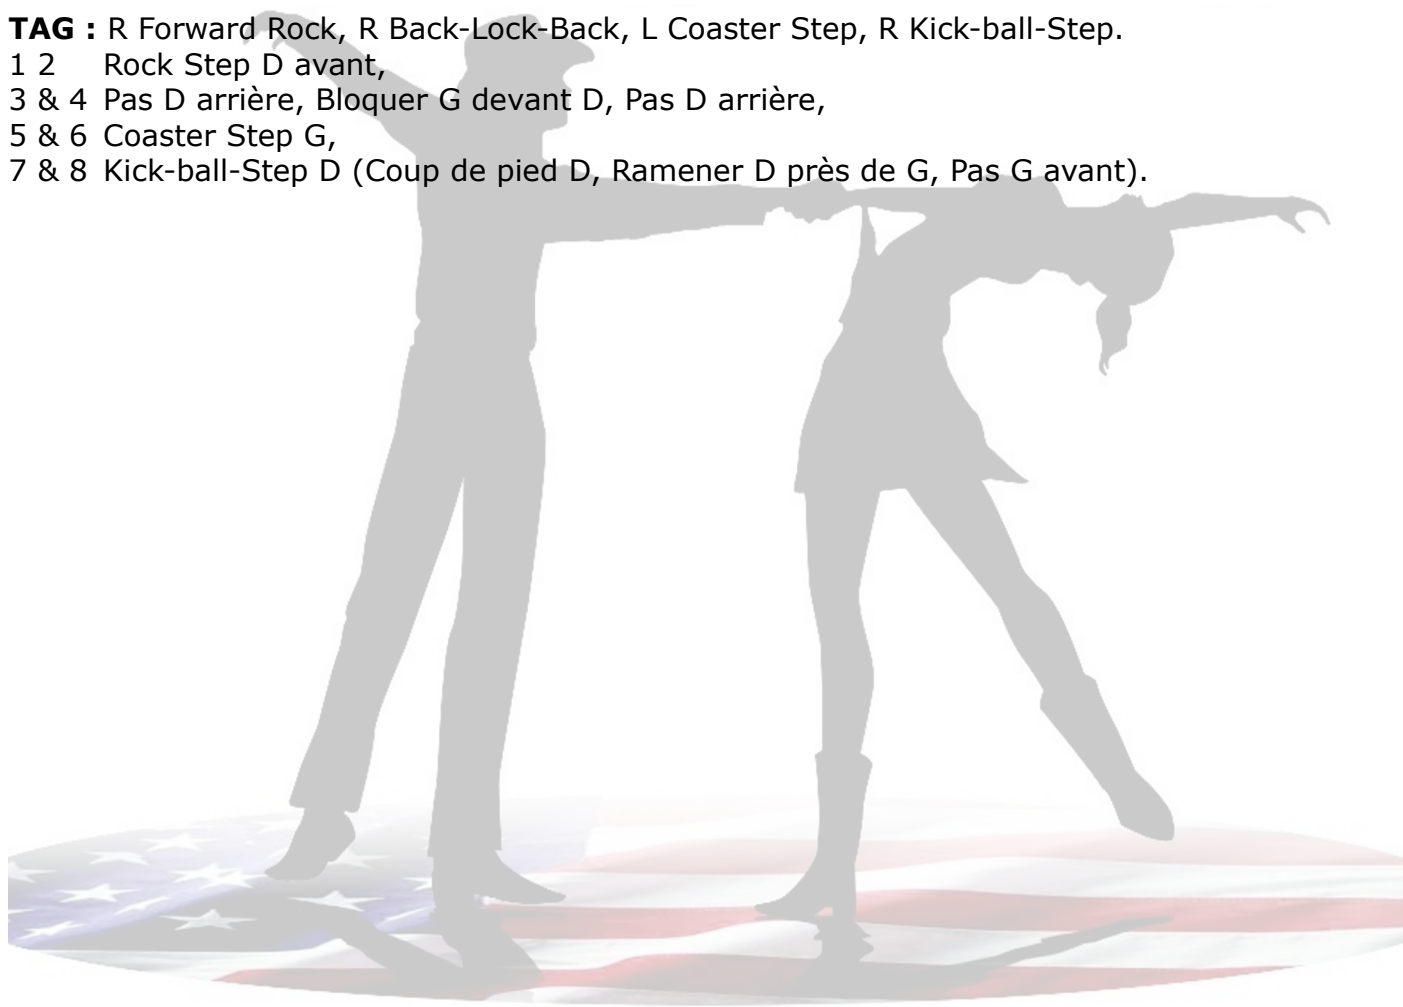 TAG : R Forward Rock, R Back-Lock-Back, L Coaster Step, R Kick-ball-Step.
1 2 Rock Step D avant,
3 & 4 Pas D arrière, Bloquer G devant D, Pas D arrière,
5 & 6 Coaster Step G,
7 & 8 Kick-ball-Step D (Coup de pied D, Ramener D près de G, Pas G avant).